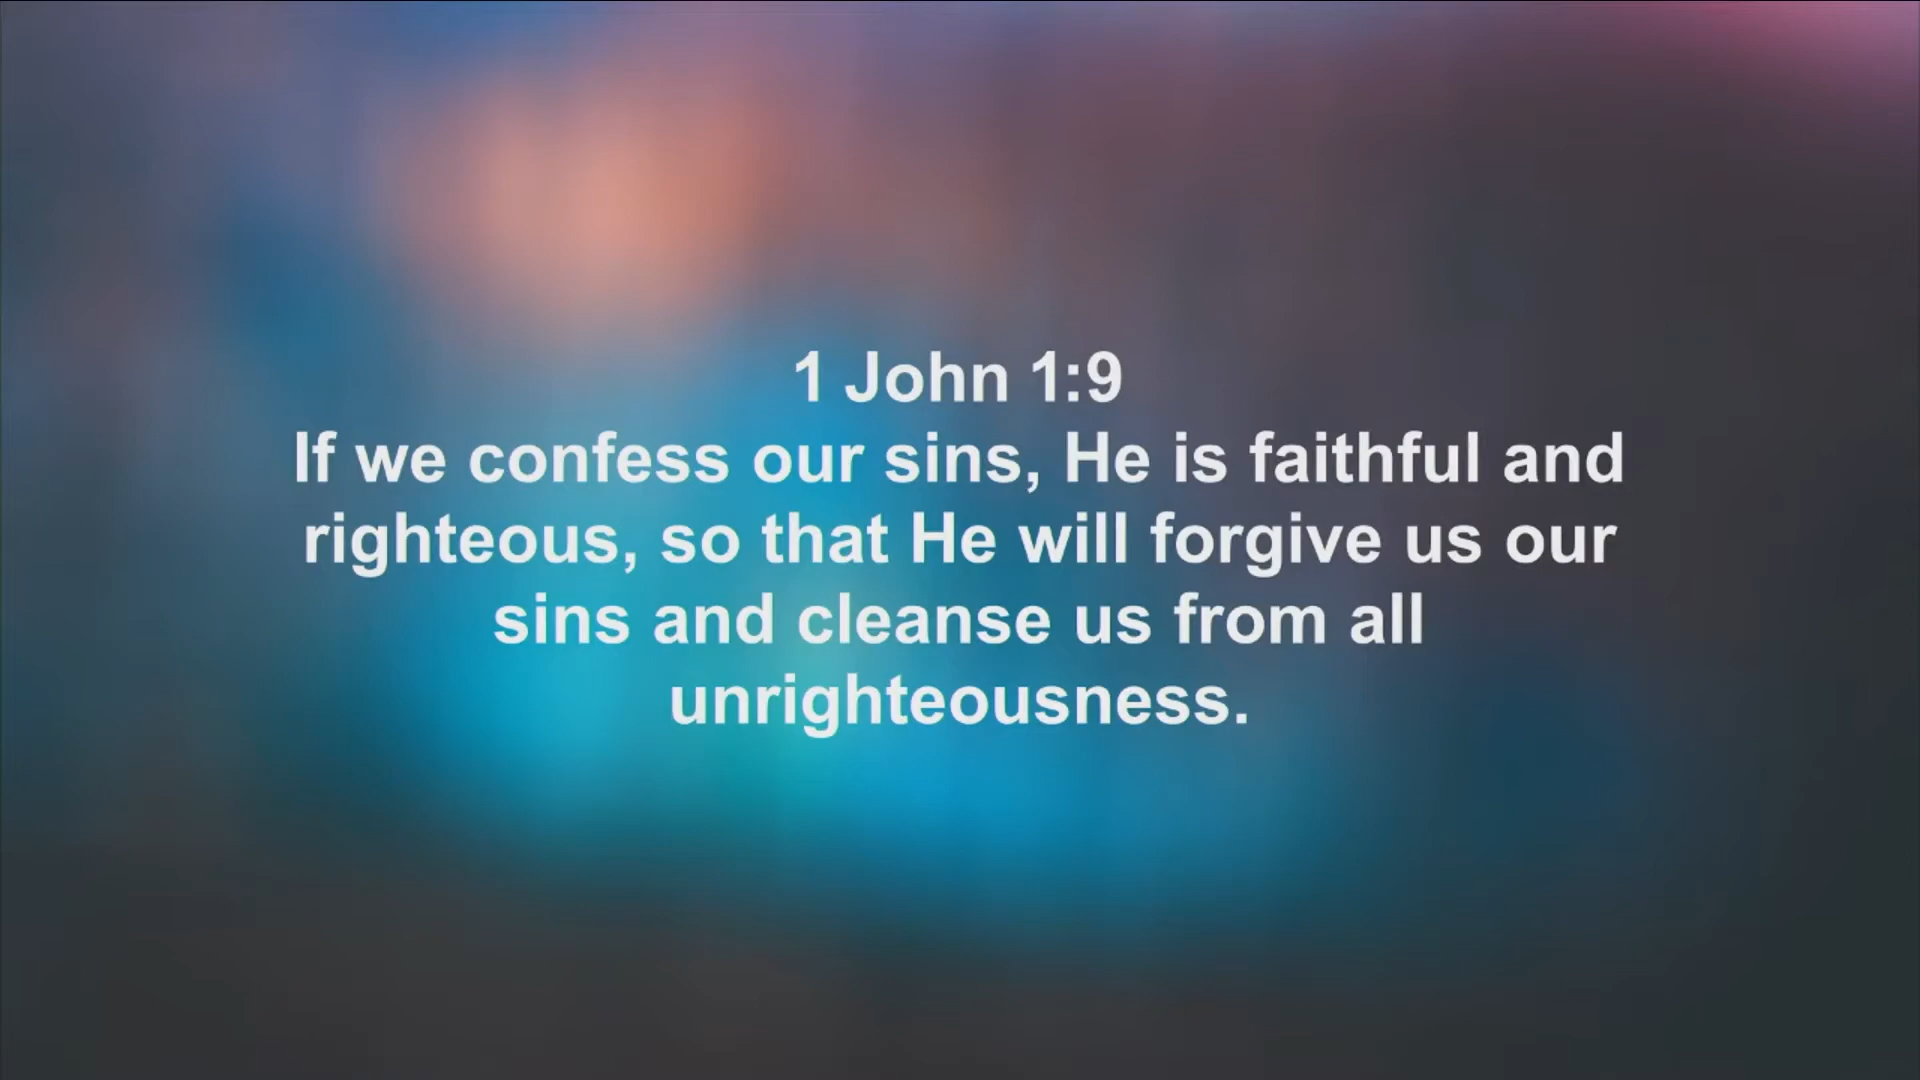 1 John 1:9
If we confess our sins, He is faithful and
righteous, so that He will forgive us our
sins and cleanse us from all
unrighteousness.